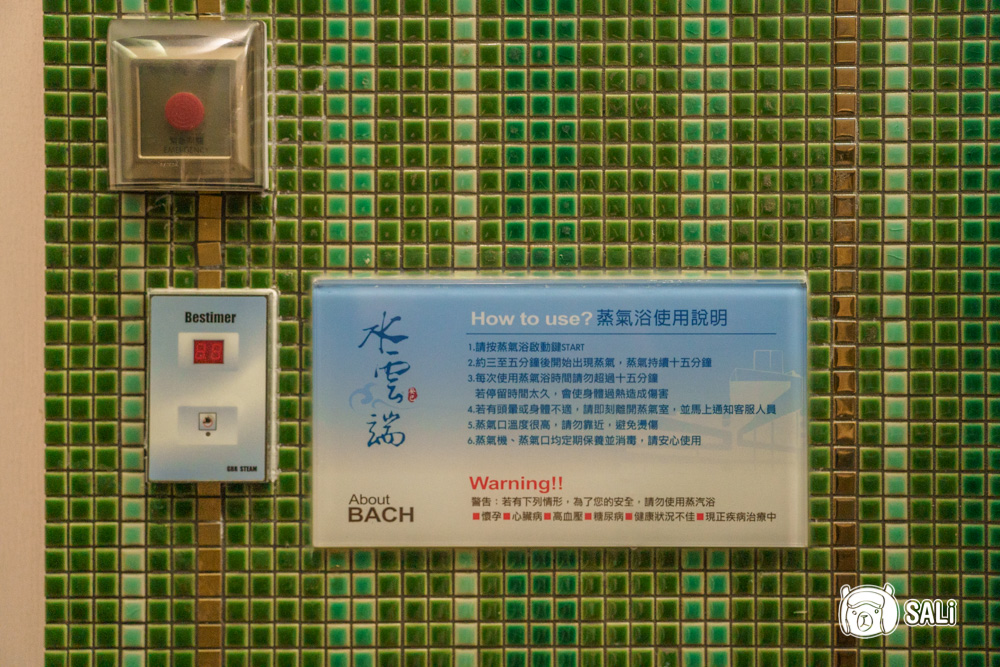 緊急押扣
EMERGENCY
Bestimer
88
GBR STEAM
水雲端
How to use? 蒸氣浴使用說明
1.請按蒸氣浴啟動鍵START
2.約三至五分鐘後開始出現蒸氣，蒸氣持續十五分鐘
3.每次使用蒸氣浴時間請勿超過十五分鐘
若停留時間太久，會使身體過熱造成傷害
4.若有頭暈或身體不適，請即刻離開蒸氣室，並馬上通知客服人員
5.蒸氣口溫度很高，請勿靠近，避免燙傷
6.蒸氣機、蒸氣口均定期保養並消毒，請安心使用
Warning!!
警告：若有下列情形，為了您的安全，請勿使用蒸汽浴
■懷孕■心臟病■高血壓■糖尿病■健康狀況不佳■現正疾病治療中
About
BACH
SALi